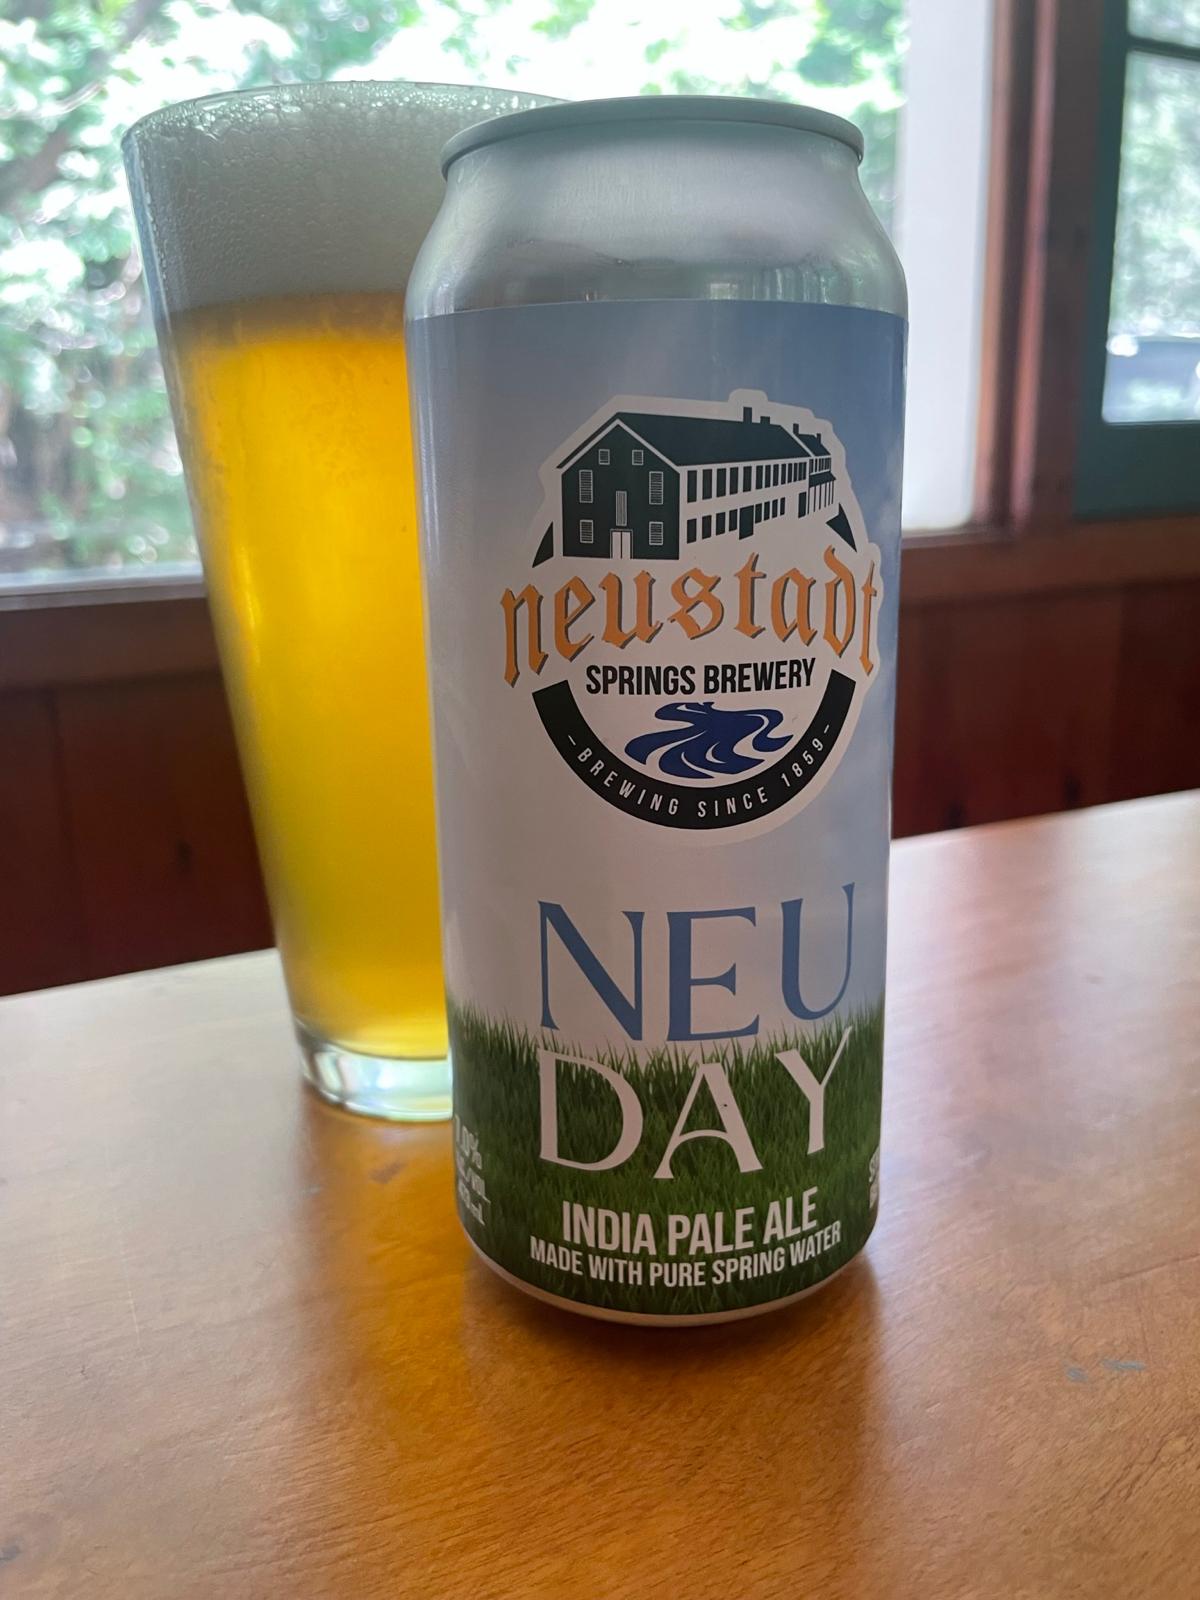 neustadt
SPRINGS BREWERY
-BREWING SINCE 1859-
NEU
DAY
INDIA PALE ALE
MADE WITH PURE SPRING WATER